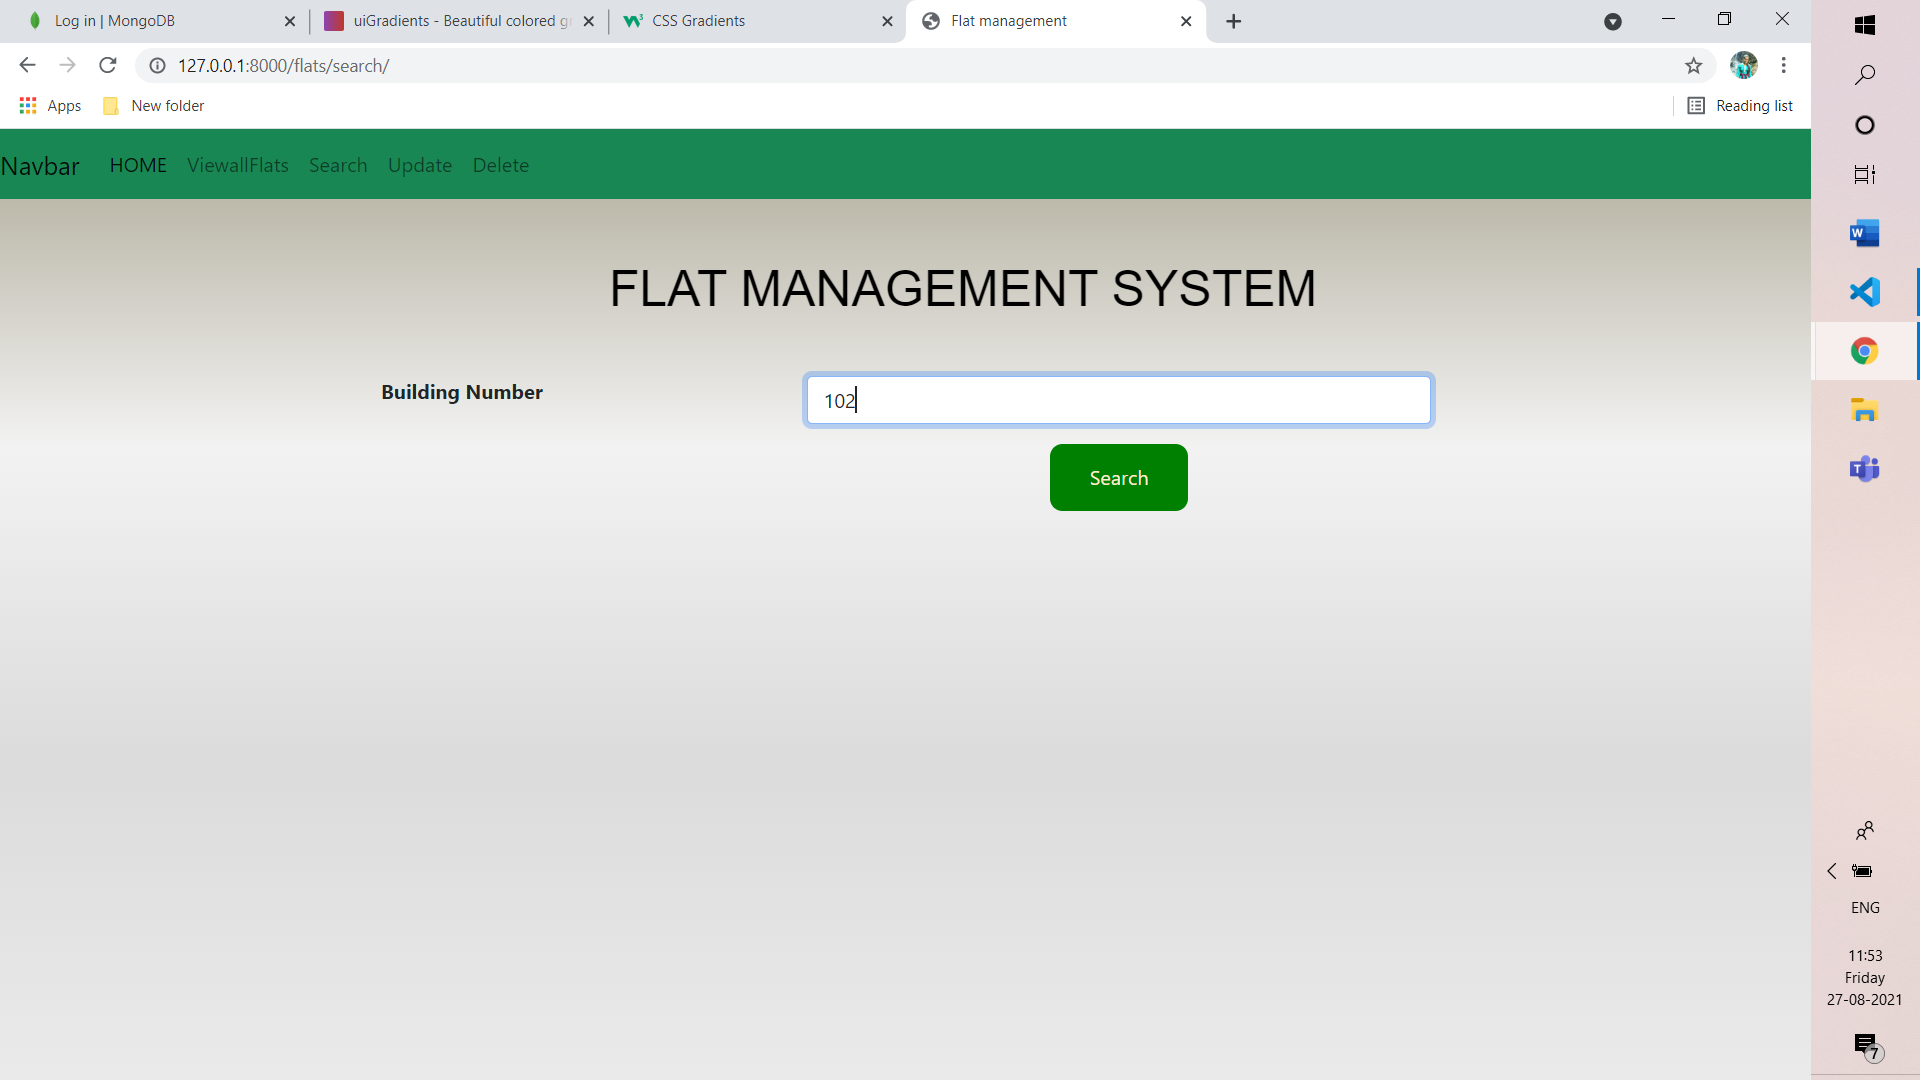 Log in | MongoDB
uiGradients - Beautiful colored g
CSS Gradients
Flat management
127.0.0.1:8000/flats/search/
Apps
New folder
Reading list
Navbar HOME ViewallFlats Search Update Delete
FLAT MANAGEMENT SYSTEM
Building Number
102
Search
ENG
11:53
Friday
27-08-2021
7